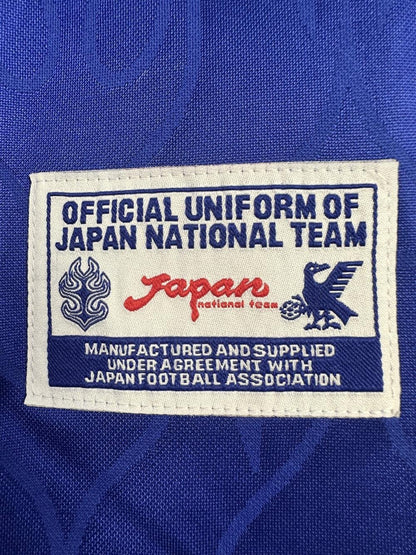 OFFICIAL UNIFORM OF
JAPAN NATIONAL TEAM
Japan
national team
MANUFACTURED AND SUPPLIED
UNDER AGREEMENT WITH
JAPAN FOOTBALL ASSOCIATION